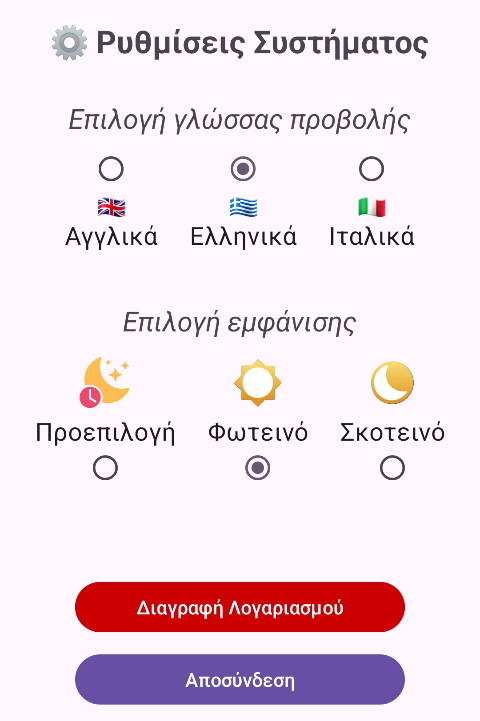 ⚙️ Ρυθμίσεις Συστήματος
Επιλογή γλώσσας προβολής
Αγγλικά Ελληνικά Ιταλικά
Επιλογή εμφάνισης
Προεπιλογή Φωτεινό Σκοτεινό
Διαγραφή Λογαριασμού
Αποσύνδεση